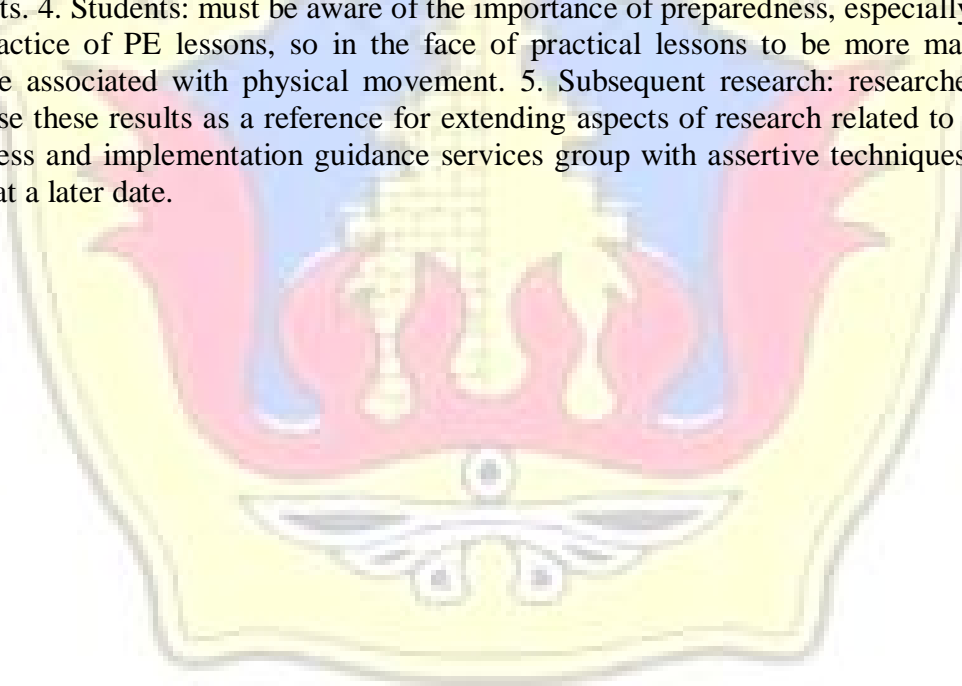 ts. 4. Students: must be aware of the importance of preparedness, especially
actice of PE lessons, so in the face of practical lessons to be more ma
e associated with physical movement. 5. Subsequent research: researche
se these results as a reference for extending aspects of research related to
ess and implementation guidance services group with assertive techniques
at a later date.